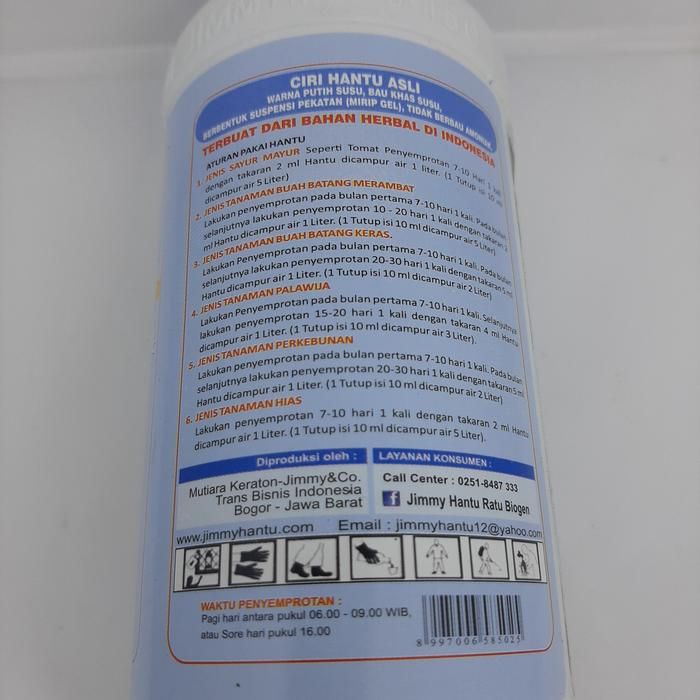 CIRI HANTU ASLI
WARNA PUTIH SUSU, BAU KHAS SUSU,
BERBENTUK SUSPENSI PEKATAN (MIRIP GEL), TIDAK BERBAU AMONIAK.
TERBUAT DARI BAHAN HERBAL DI INDONESIA
ATURAN PAKAI HANTU
1. JENIS SAYUR MAYUR Seperti Tomat Penyemprotan 7-10 Hari 1 kali
dengan takaran 2 ml Hantu dicampur air 1 liter. (1 Tutup isi 10 ml
dicampur air 5 Liter)
2. JENIS TANAMAN BUAH BATANG MERAMBAT
Lakukan penyemprotan pada bulan pertama 7-10 hari 1 kali. Pada bulan
selanjutnya lakukan penyemprotan 10 - 20 hari 1 kali dengan takaran 2
ml Hantu dicampur air 1 Liter. (1 Tutup isi 10 ml dicampur air 5 Liter)
3. JENIS TANAMAN BUAH BATANG KERAS.
Lakukan Penyemprotan pada bulan pertama 7-10 hari 1 kali. Pada bulan
selanjutnya lakukan penyemprotan 20-30 hari 1 kali dengan takaran 5 ml
Hantu dicampur air 1 Liter. (1 Tutup isi 10 ml dicampur air 2 Liter)
4. JENIS TANAMAN PALAWIJA
Lakukan Penyemprotan pada bulan pertama 7-10 hari 1 kali. Selanjutnya
lakukan penyemprotan 15-20 hari 1 kali dengan takaran 4 ml Hantu
dicampur air 1 Liter. (1 Tutup isi 10 ml dicampur air 3 Liter).
5. JENIS TANAMAN PERKEBUNAN
Lakukan penyemprotan pada bulan pertama 7-10 hari 1 kali. Pada bulan
selanjutnya lakukan penyemprotan 20-30 hari 1 kali dengan takaran 5 ml
Hantu dicampur air 1 Liter. (1 Tutup isi 10 ml dicampur air 2 Liter)
6. JENIS TANAMAN HIAS
Lakukan penyemprotan 7-10 hari 1 kali dengan takaran 2 ml Hantu
dicampur air 1 Liter. (1 Tutup isi 10 ml dicampur air 5 Liter).
Diproduksi oleh :
Mutiara Keraton-Jimmy&Co.
Trans Bisnis Indonesia
Bogor - Jawa Barat
LAYANAN KONSUMEN :
Call Center : 0251-8487 333
f Jimmy Hantu Ratu Biogen
www.jimmyhantu.com Email : jimmyhantu12@yahoo.com
WAKTU PENYEMPROTAN :
Pagi hari antara pukul 06.00 - 09.00 WIB,
atau Sore hari pukul 16.00
8 997006 585025